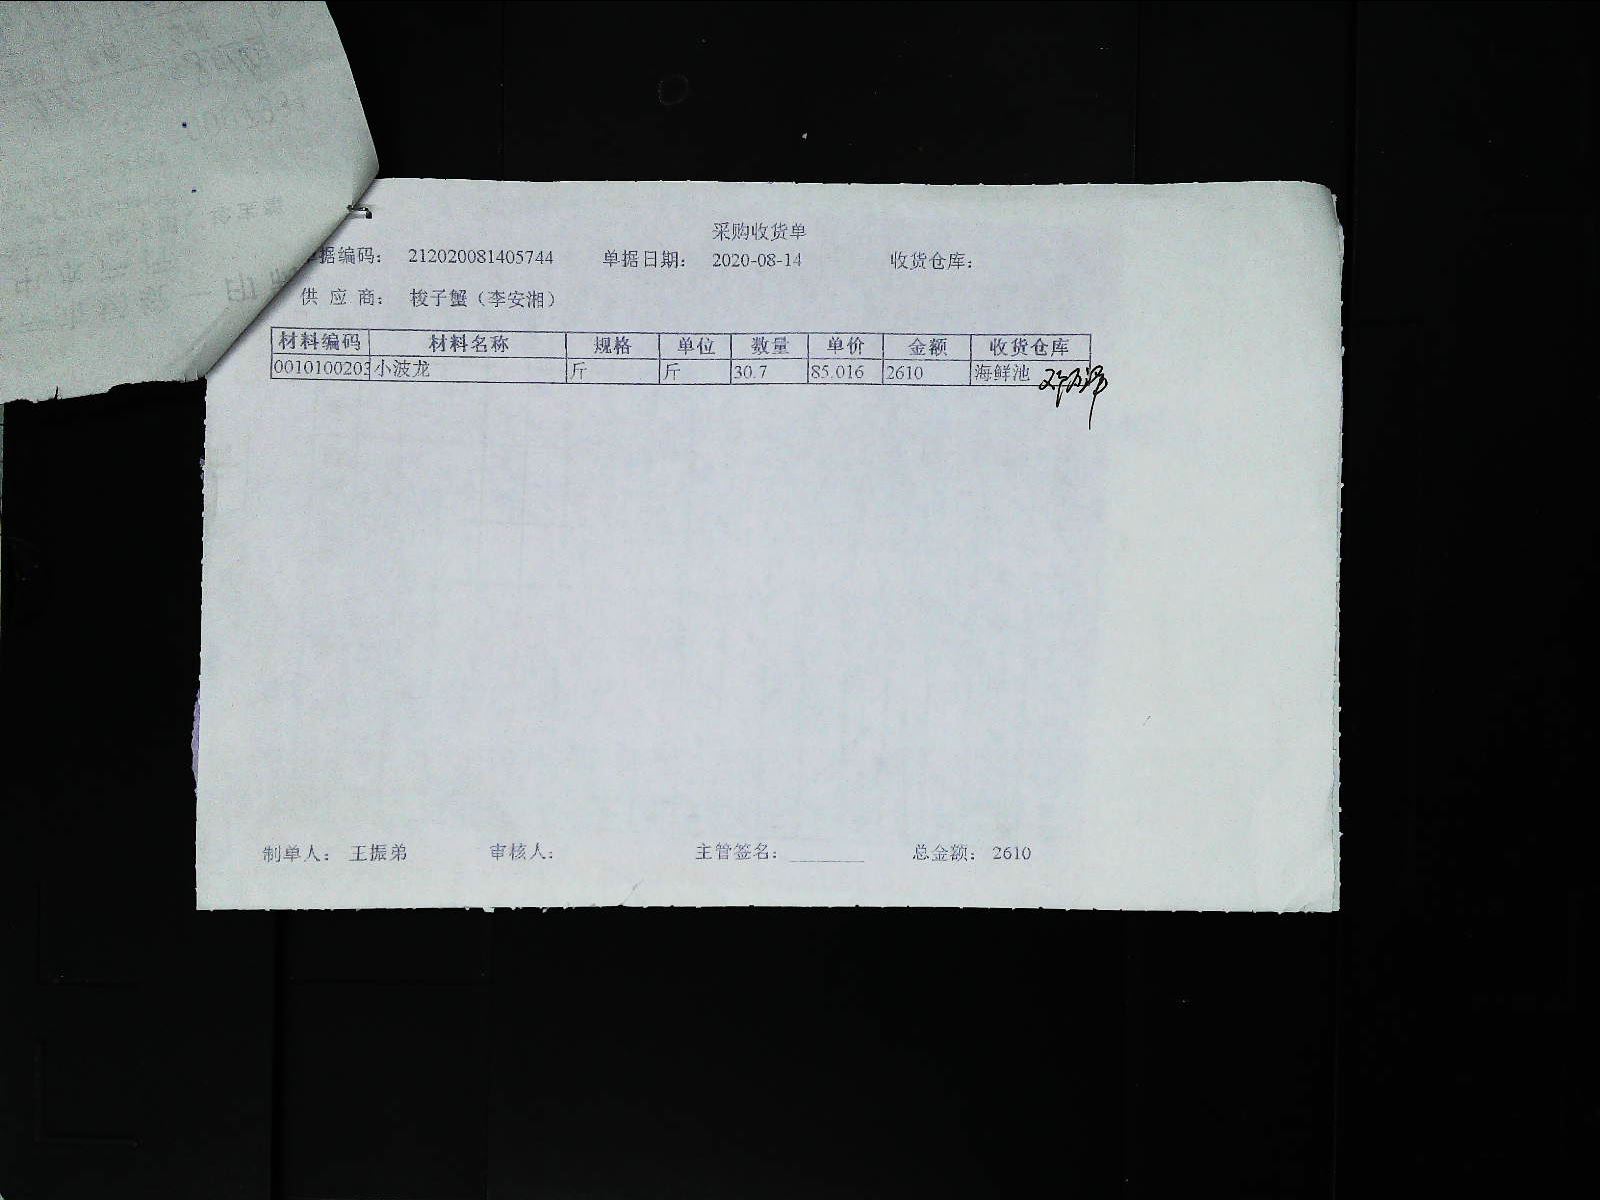 采购收货单
据编码： 212020081405744 单据日期： 2020-08-14 收货仓库：
供 应 商： 梭子蟹（李安湘）
材料编码 材料名称 规格 单位 数量 单价 金额 收货仓库
0010100203 小波龙 斤 斤 30.7 85.016 2610 海鲜池
制单人： 王振弟 审核人： 主管签名： 总金额： 2610